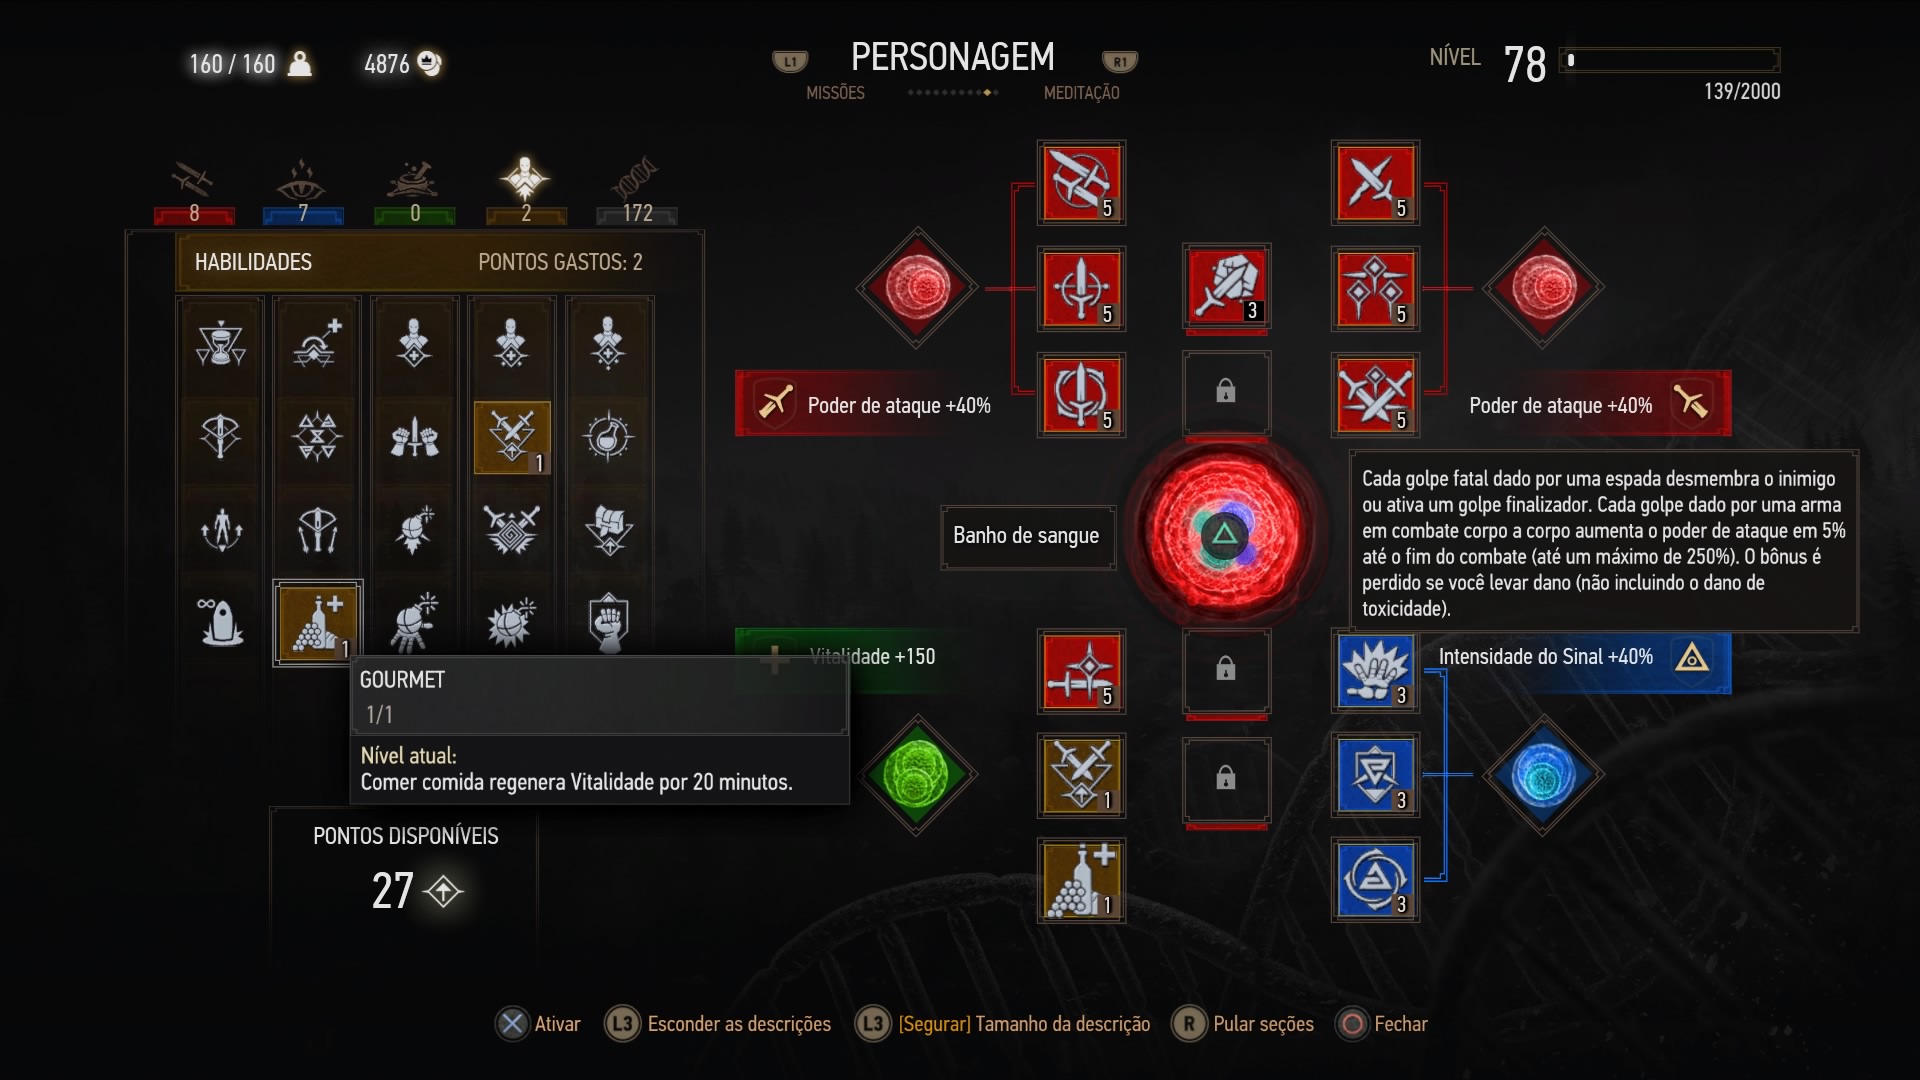 160 / 160
4876
L1
PERSONAGEM
R1
MISSÕES
MEDITAÇÃO
NÍVEL
78
139/2000
8
7
0
2
172
HABILIDADES
PONTOS GASTOS: 2
1
1
GOURMET
1/1
Nível atual:
Comer comida regenera Vitalidade por 20 minutos.
PONTOS DISPONÍVEIS
27
5
5
5
3
5
5
5
Poder de ataque +40%
Poder de ataque +40%
Banho de sangue
Cada golpe fatal dado por uma espada desmembra o inimigo
ou ativa um golpe finalizador. Cada golpe dado por uma arma
em combate corpo a corpo aumenta o poder de ataque em 5%
até o fim do combate (até um máximo de 250%). O bônus é
perdido se você levar dano (não incluindo o dano de
toxicidade).
Vitalidade +150
Intensidade do Sinal +40%
5
1
1
3
3
3
Ativar
L3 Esconder as descrições
L3 [Segurar] Tamanho da descrição
R Pular seções
Fechar